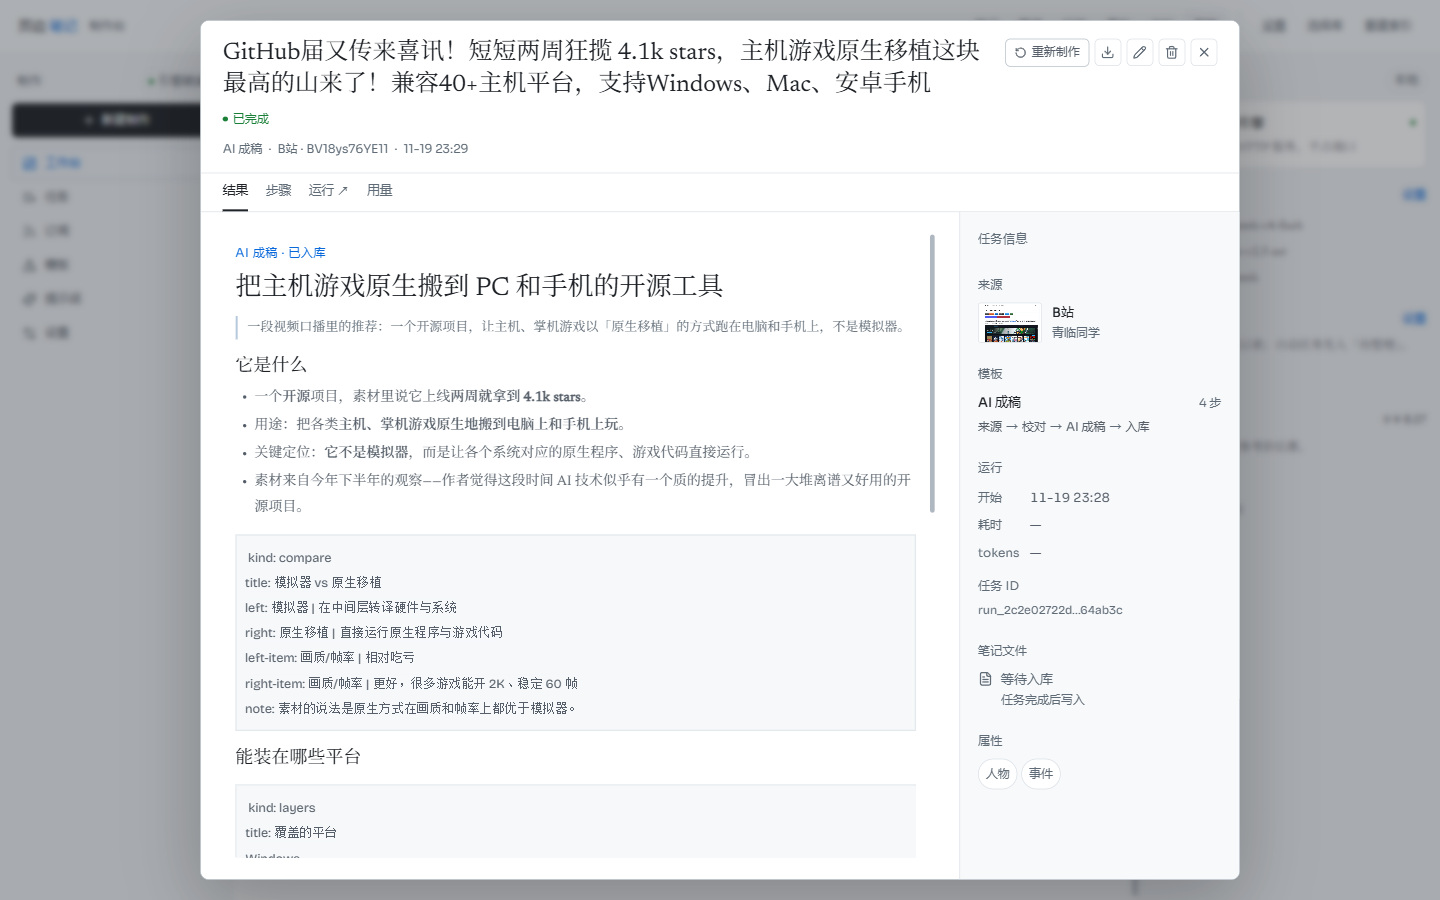 GitHub届又传来喜讯！短短两周狂揽 4.1k stars，主机游戏原生移植这块
最高的山来了！兼容40+主机平台，支持Windows、Mac、安卓手机
重新制作
已完成
AI 成稿 · B站 · BV18ys76YE11 · 11-19 23:29
结果 步骤 运行 ↗ 用量
AI 成稿 · 已入库
把主机游戏原生搬到 PC 和手机的开源工具
一段视频口播里的推荐：一个开源项目，让主机、掌机游戏以「原生移植」的方式跑在电脑和手机上，不是模拟器。
它是什么
• 一个开源项目，素材里说它上线两周就拿到 4.1k stars。
• 用途：把各类主机、掌机游戏原生地搬到电脑上和手机上玩。
• 关键定位：它不是模拟器，而是让各个系统对应的原生程序、游戏代码直接运行。
• 素材来自今年下半年的观察——作者觉得这段时间 AI 技术似乎有一个质的提升，冒出一大堆离谱又好用的开
源项目。
kind: compare
title: 模拟器 vs 原生移植
left: 模拟器 | 在中间层转译硬件与系统
right: 原生移植 | 直接运行原生程序与游戏代码
left-item: 画质/帧率 | 相对吃亏
right-item: 画质/帧率 | 更好，很多游戏能开 2K、稳定 60 帧
note: 素材的说法是原生方式在画质和帧率上都优于模拟器。
能装在哪些平台
kind: layers
title: 覆盖的平台
Windows
任务信息
来源
B站
青临同学
模板
AI 成稿 4 步
来源 → 校对 → AI 成稿 → 入库
运行
开始 11-19 23:28
耗时 —
tokens —
任务 ID
run_2c2e02722d...64ab3c
笔记文件
等待入库
任务完成后写入
属性
人物 事件